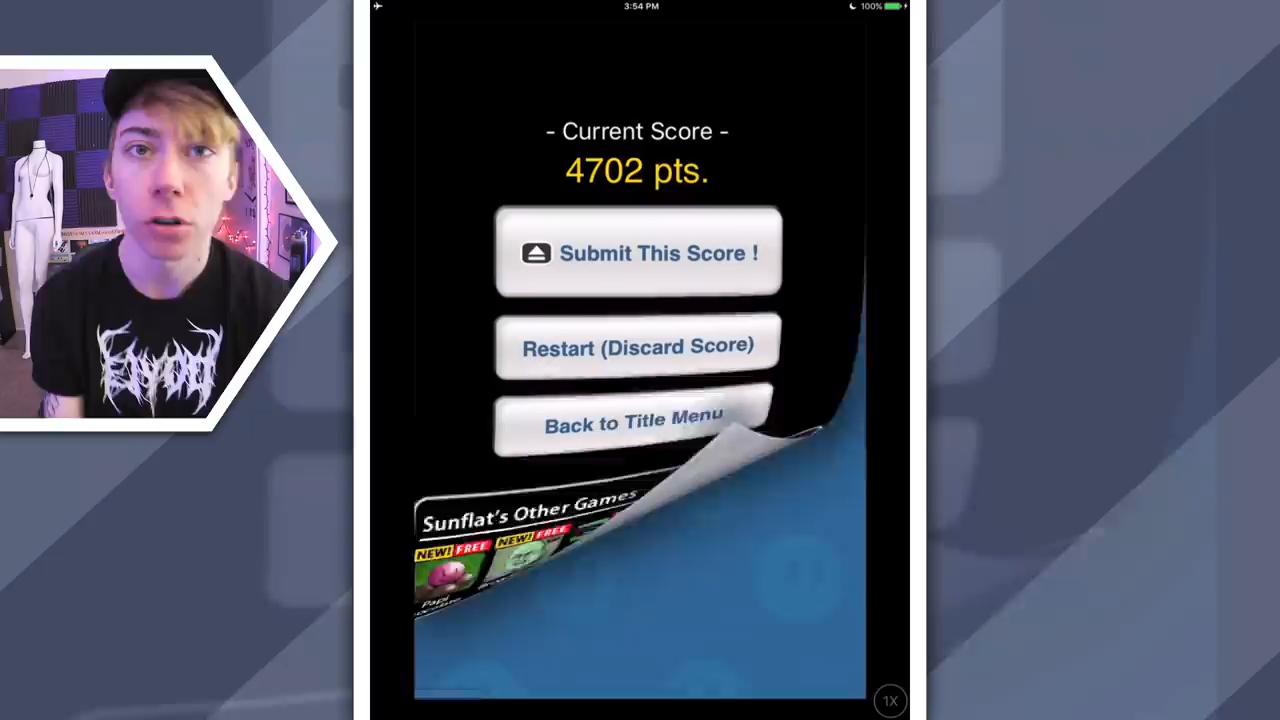 3:54 PM
100%
- Current Score -
4702 pts.
Submit This Score !
Restart (Discard Score)
Back to Title Menu
Sunflat's Other Games
NEW! FREE NEW! FREE
Papi
1X